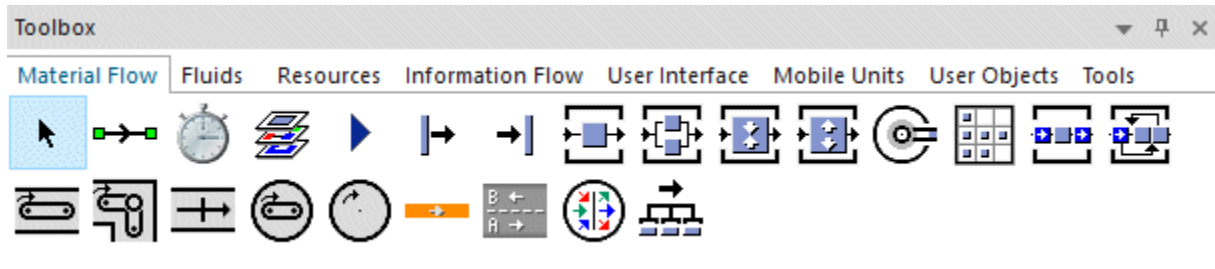 Toolbox
Material Flow Fluids Resources Information Flow User Interface Mobile Units User Objects Tools
B ←
A →